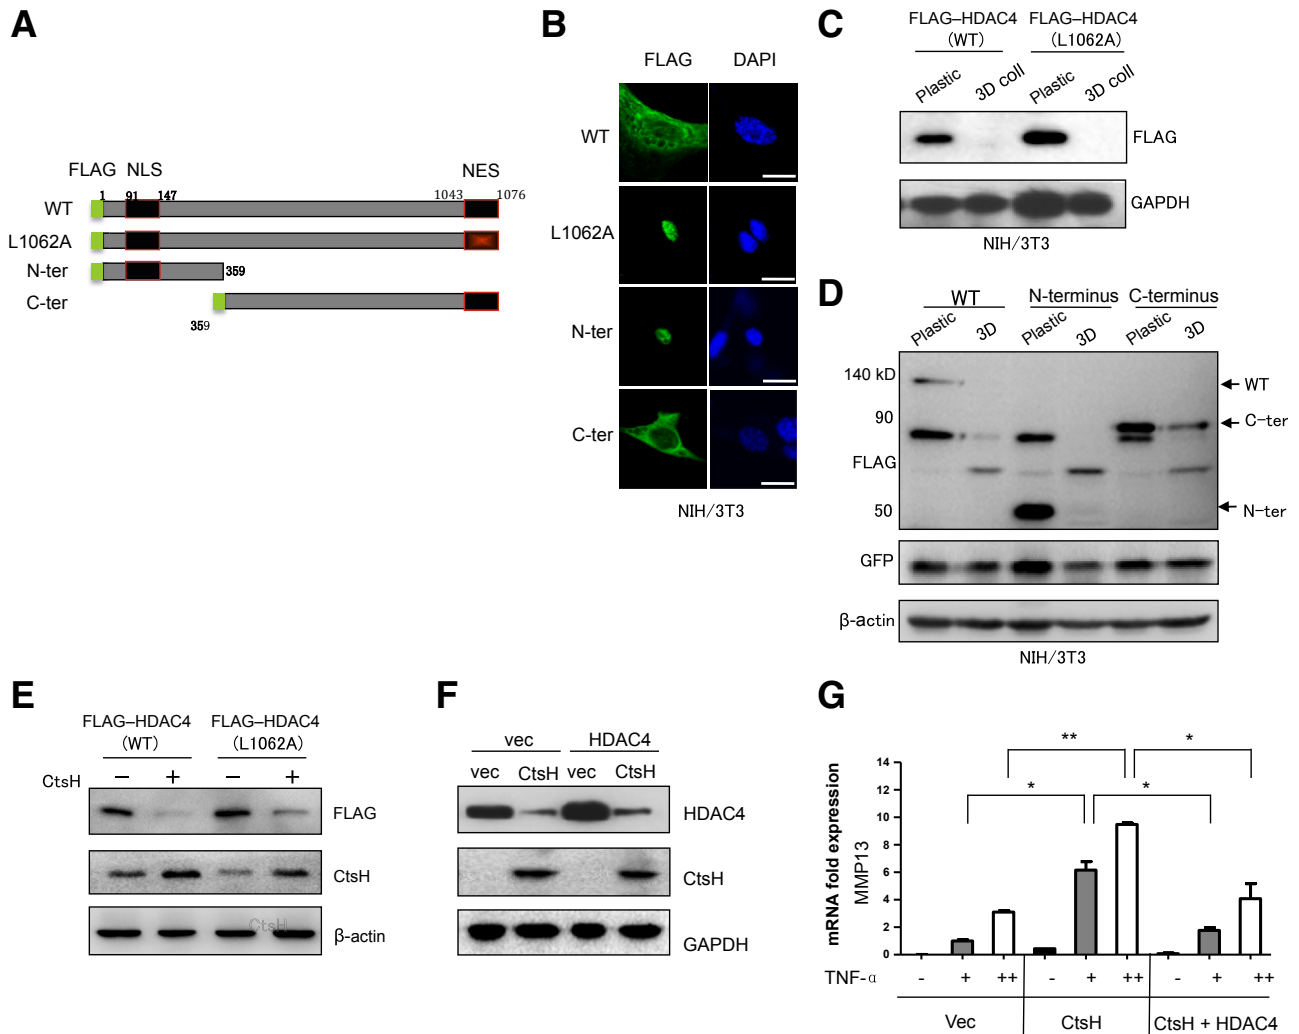 A
FLAG NLS NES
1 91 147 1043 1076
WT
L1062A
N-ter 359
C-ter
359
B
FLAG DAPI
WT
L1062A
N-ter
C-ter
NIH/3T3
C
FLAG–HDAC4 FLAG–HDAC4
(WT) (L1062A)
Plastic 3D coll Plastic 3D coll
FLAG
GAPDH
NIH/3T3
D
WT N-terminus C-terminus
Plastic 3D Plastic 3D Plastic 3D
140 kD WT
90 C-ter
FLAG
50 N-ter
GFP
β-actin
NIH/3T3
E
FLAG–HDAC4 FLAG–HDAC4
(WT) (L1062A)
CtsH − + − +
FLAG
CtsH
CtsH
β-actin
F
vec HDAC4
vec CtsH vec CtsH
HDAC4
CtsH
GAPDH
G
** *
* *
mRNA fold expression
MMP13
14
12
10
8
6
4
2
0
TNF-α - + ++ - + ++ - + ++
Vec CtsH CtsH + HDAC4